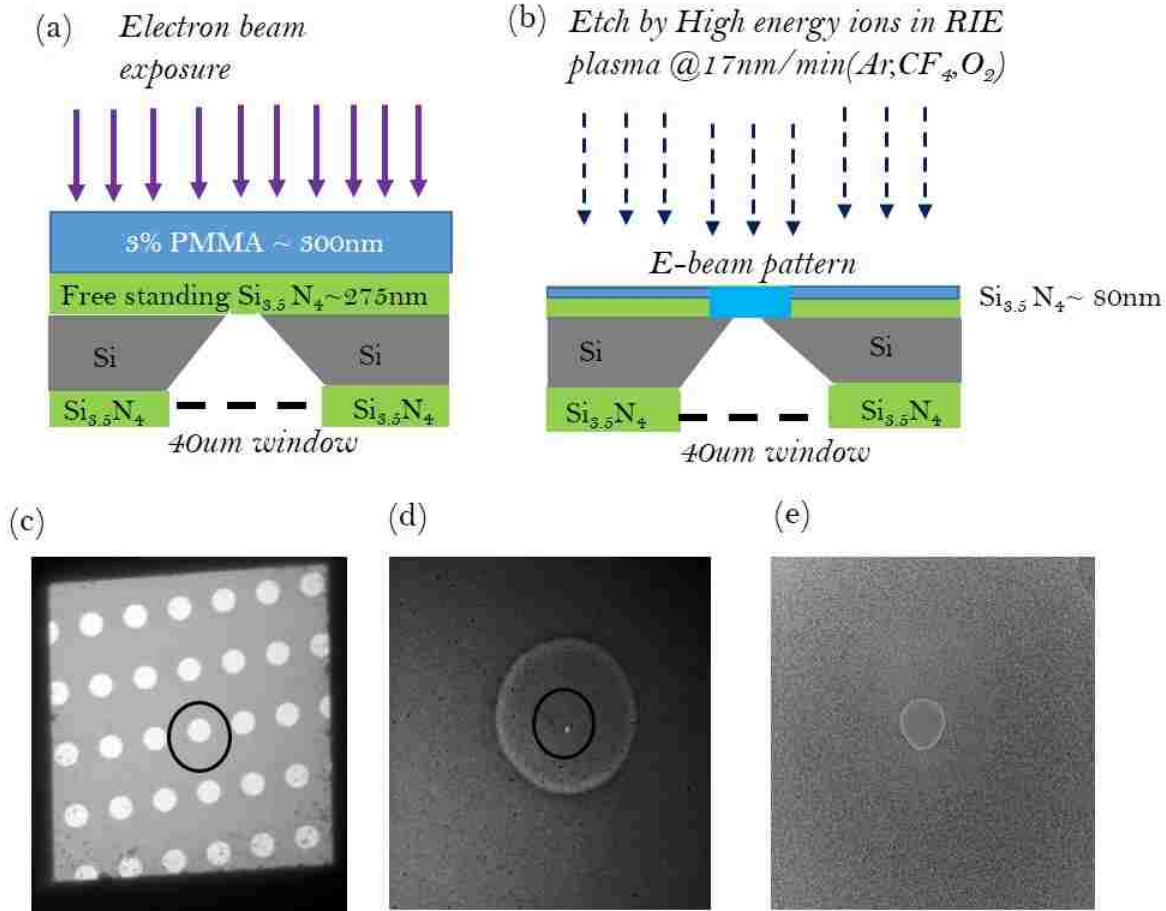 (a) Electron beam
exposure
3% PMMA ~ 300nm
Free standing Si₃.₅ N₄~275nm
Si
Si
Si₃.₅N₄
Si₃.₅N₄
40um window
(b) Etch by High energy ions in RIE
plasma @17nm/min(Ar,CF₄,O₂)
E-beam pattern
Si₃.₅N₄~ 80nm
Si
Si
Si₃.₅N₄
Si₃.₅N₄
40um window
(c)
(d)
(e)